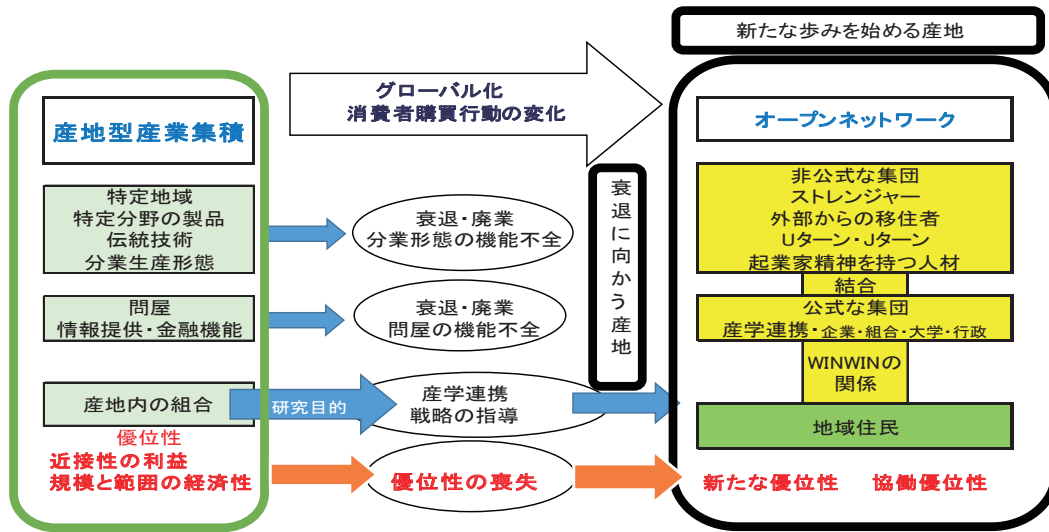 新たな歩みを始める産地
グローバル化
消費者購買行動の変化
産地型産業集積
オープンネットワーク
特定地域
特定分野の製品
伝統技術
分業生産形態
衰退・廃業
分業形態の機能不全
衰退に向かう産地
非公式な集団
ストレンジャー
外部からの移住者
Uターン・Jターン
起業家精神を持つ人材
結合
問屋
情報提供・金融機能
衰退・廃業
問屋の機能不全
公式な集団
産学連携・企業・組合・大学・行政
WINWINの
関係
産地内の組合
研究目的
産学連携
戦略の指導
地域住民
優位性
近接性の利益
規模と範囲の経済性
優位性の喪失
新たな優位性 協働優位性